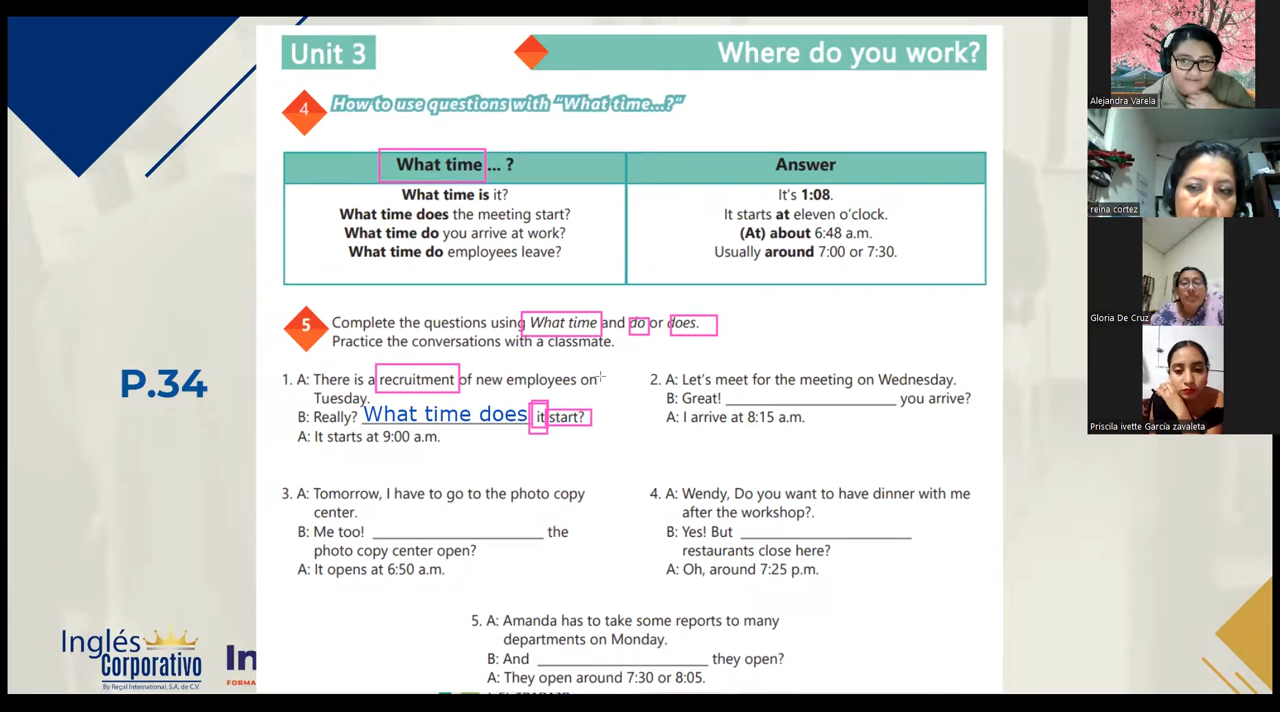 Unit 3
Where do you work?
4
How to use questions with "What time...?"
What time ... ?
Answer
What time is it?
It's 1:08.
What time does the meeting start?
It starts at eleven o'clock.
What time do you arrive at work?
(At) about 6:48 a.m.
What time do employees leave?
Usually around 7:00 or 7:30.
5
Complete the questions using What time and do or does.
Practice the conversations with a classmate.
P.34
1. A: There is a recruitment of new employees on
Tuesday.
B: Really? What time does it start?
A: It starts at 9:00 a.m.
2. A: Let's meet for the meeting on Wednesday.
B: Great! ____________________ you arrive?
A: I arrive at 8:15 a.m.
3. A: Tomorrow, I have to go to the photo copy
center.
B: Me too! ____________________ the
photo copy center open?
A: It opens at 6:50 a.m.
4. A: Wendy, Do you want to have dinner with me
after the workshop?.
B: Yes! But ____________________
restaurants close here?
A: Oh, around 7:25 p.m.
5. A: Amanda has to take some reports to many
departments on Monday.
B: And ____________________ they open?
A: They open around 7:30 or 8:05.
Inglés
Corporativo
By Regal International, S.A. de C.V.
In
FORMA
Alejandra Varela
reina cortez
Gloria De Cruz
Priscila ivette García zavaleta